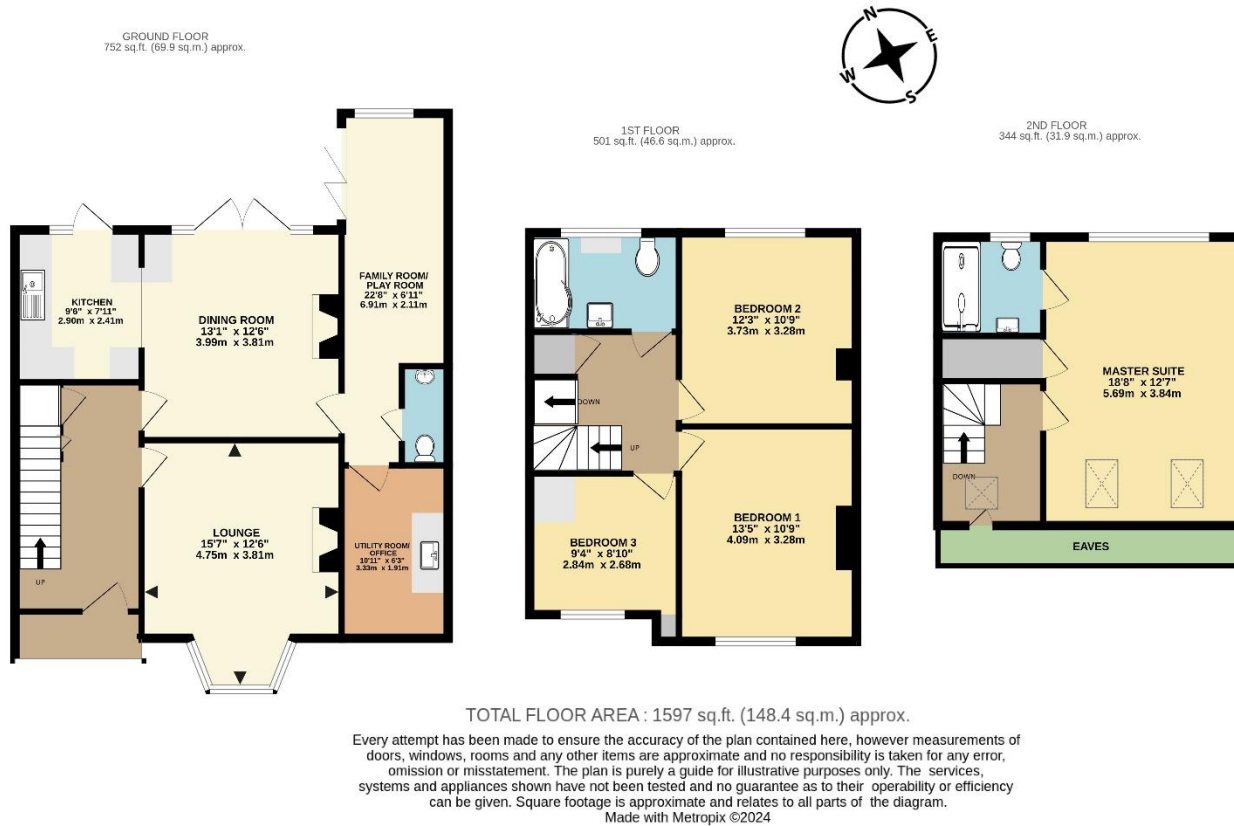 GROUND FLOOR
752 sq.ft. (69.9 sq.m.) approx.
N
E
W
S
1ST FLOOR
501 sq.ft. (46.6 sq.m.) approx.
2ND FLOOR
344 sq.ft. (31.9 sq.m.) approx.
KITCHEN
9'6" x 7'11"
2.90m x 2.41m
DINING ROOM
13'1" x 12'6"
3.99m x 3.81m
FAMILY ROOM/
PLAY ROOM
22'8" x 6'11"
6.91m x 2.11m
LOUNGE
15'7" x 12'6"
4.75m x 3.81m
UTILITY ROOM/
OFFICE
10'11" x 6'3"
3.33m x 1.91m
UP
BEDROOM 2
12'3" x 10'9"
3.73m x 3.28m
DOWN
UP
BEDROOM 3
9'4" x 8'10"
2.84m x 2.68m
BEDROOM 1
13'5" x 10'9"
4.09m x 3.28m
MASTER SUITE
18'8" x 12'7"
5.69m x 3.84m
DOWN
EAVES
TOTAL FLOOR AREA : 1597 sq.ft. (148.4 sq.m.) approx.
Every attempt has been made to ensure the accuracy of the plan contained here, however measurements of
doors, windows, rooms and any other items are approximate and no responsibility is taken for any error,
omission or misstatement. The plan is purely a guide for illustrative purposes only. The services,
systems and appliances shown have not been tested and no guarantee as to their operability or efficiency
can be given. Square footage is approximate and relates to all parts of the diagram.
Made with Metropix ©2024